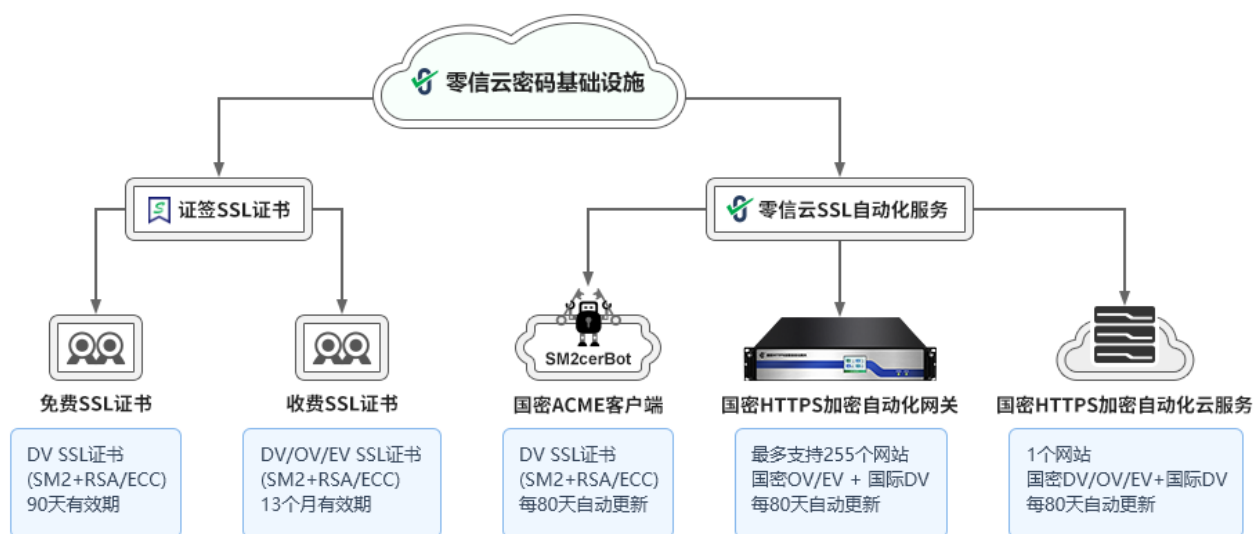 零信云密码基础设施
证签SSL证书
零信云SSL自动化服务
SM2cerBot
免费SSL证书
收费SSL证书
国密ACME客户端
国密HTTPS加密自动化网关
国密HTTPS加密自动化云服务
DV SSL证书
(SM2+RSA/ECC)
90天有效期
DV/OV/EV SSL证书
(SM2+RSA/ECC)
13个月有效期
DV SSL证书
(SM2+RSA/ECC)
每80天自动更新
最多支持255个网站
国密OV/EV + 国际DV
每80天自动更新
1个网站
国密DV/OV/EV+国际DV
每80天自动更新